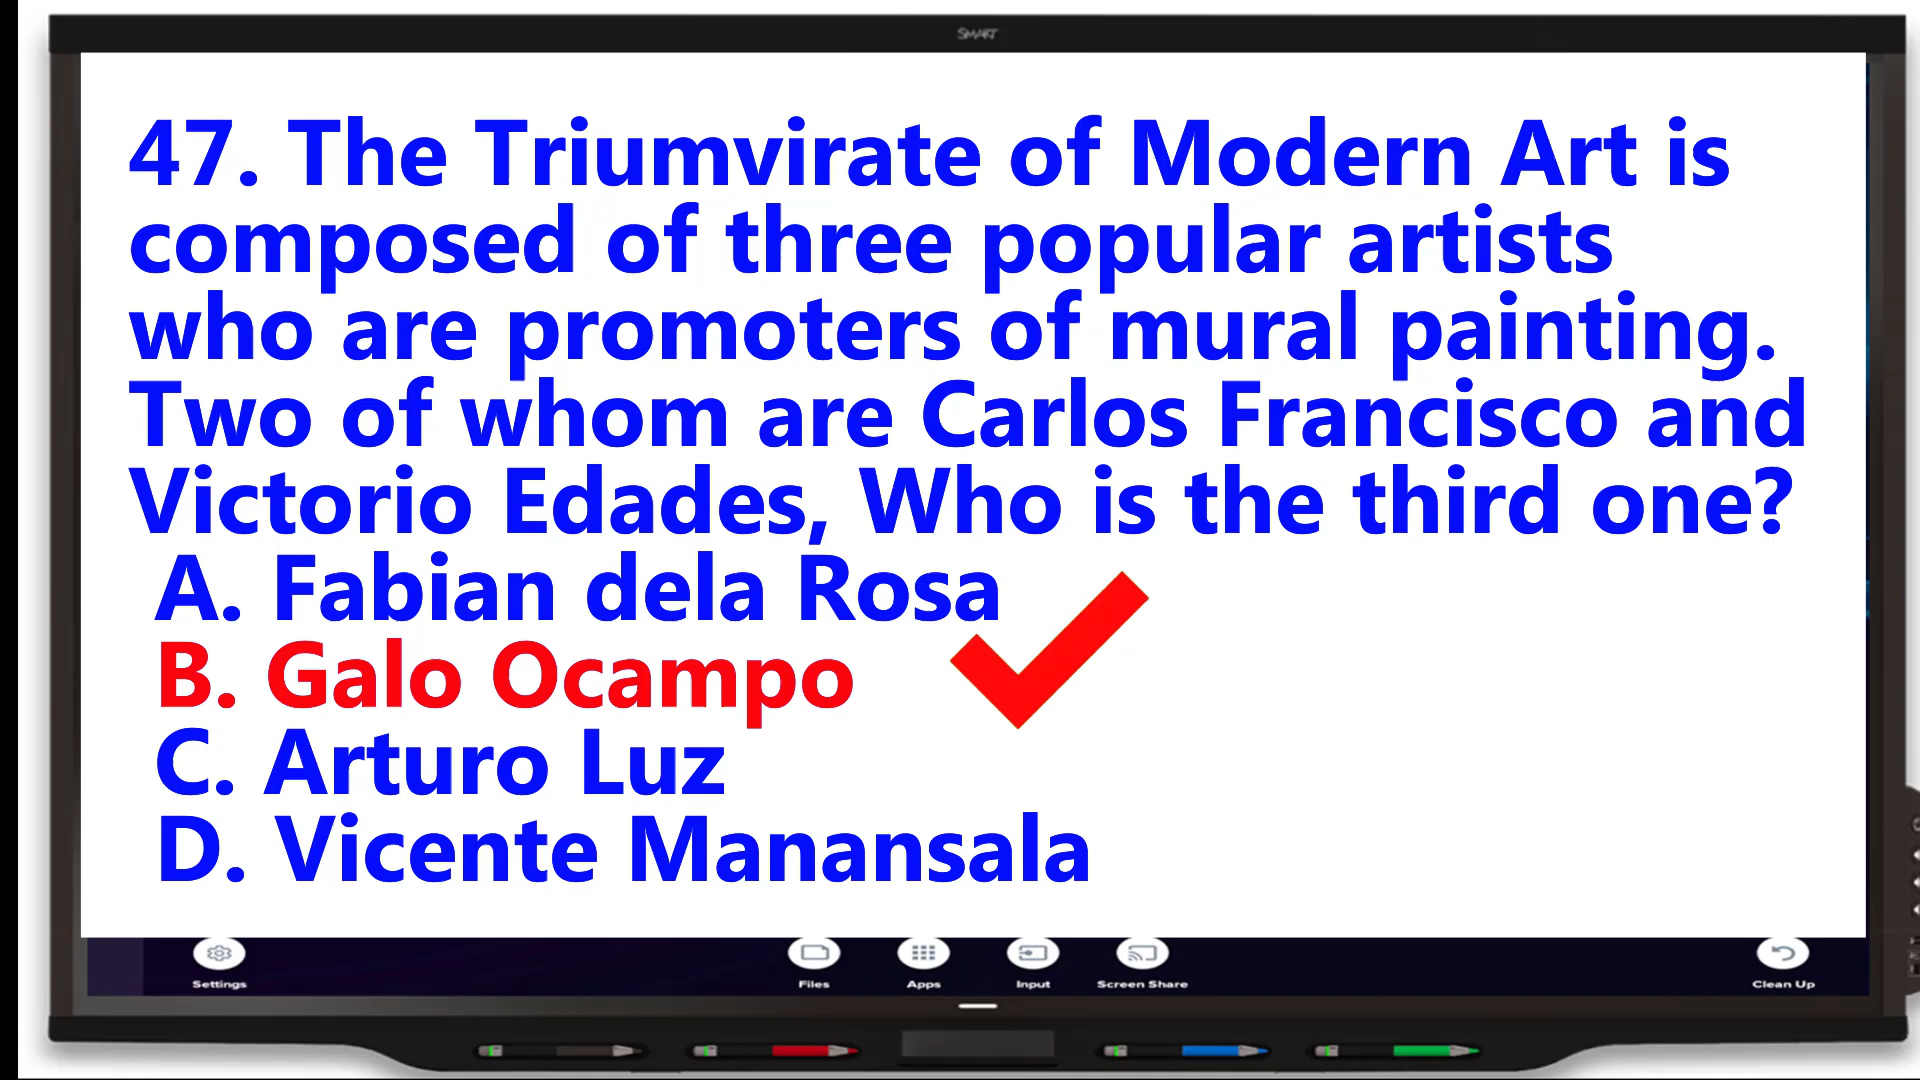 SMART
47. The Triumvirate of Modern Art is
composed of three popular artists
who are promoters of mural painting.
Two of whom are Carlos Francisco and
Victorio Edades, Who is the third one?
A. Fabian dela Rosa
B. Galo Ocampo
C. Arturo Luz
D. Vicente Manansala
Settings
Files
Apps
Input
Screen Share
Clean Up